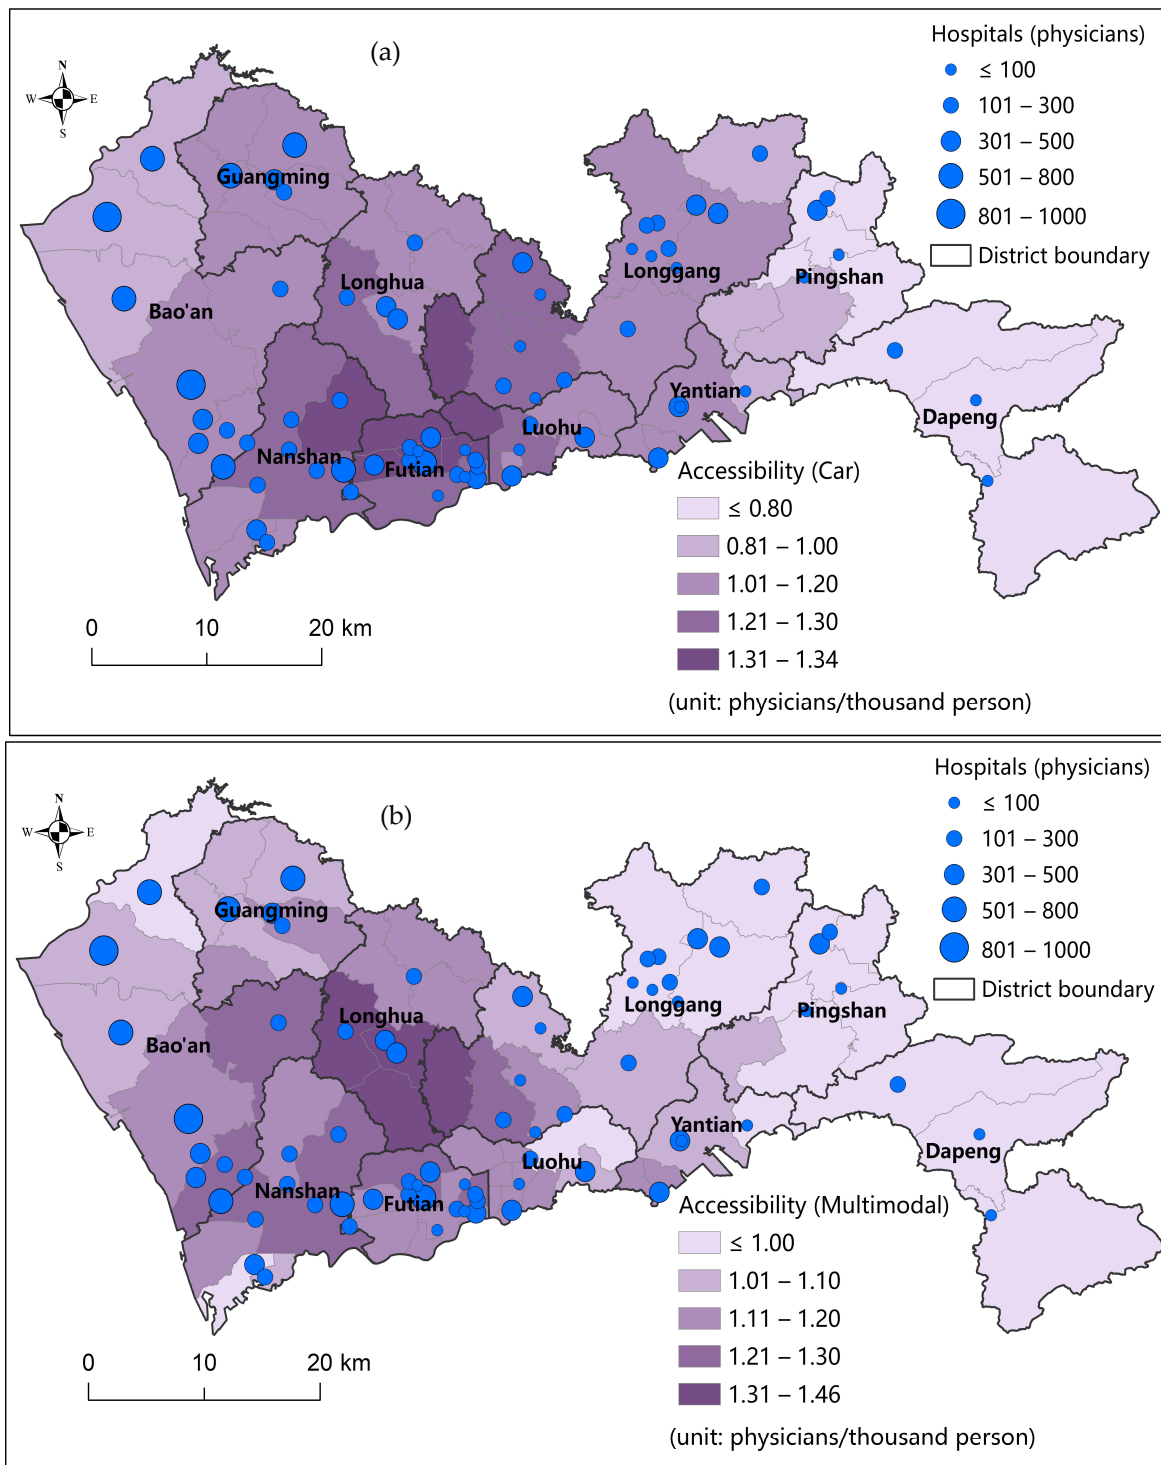 (a)
N
W E
S
Hospitals (physicians)
≤ 100
101 – 300
301 – 500
501 – 800
801 – 1000
District boundary
Guangming
Longhua
Bao'an
Longgang
Pingshan
Yantian
Dapeng
Luohu
Nanshan
Futian
Accessibility (Car)
≤ 0.80
0.81 – 1.00
1.01 – 1.20
1.21 – 1.30
1.31 – 1.34
(unit: physicians/thousand person)
0 10 20 km
(b)
N
W E
S
Hospitals (physicians)
≤ 100
101 – 300
301 – 500
501 – 800
801 – 1000
District boundary
Guangming
Longhua
Bao'an
Longgang
Pingshan
Yantian
Dapeng
Luohu
Nanshan
Futian
Accessibility (Multimodal)
≤ 1.00
1.01 – 1.10
1.11 – 1.20
1.21 – 1.30
1.31 – 1.46
(unit: physicians/thousand person)
0 10 20 km